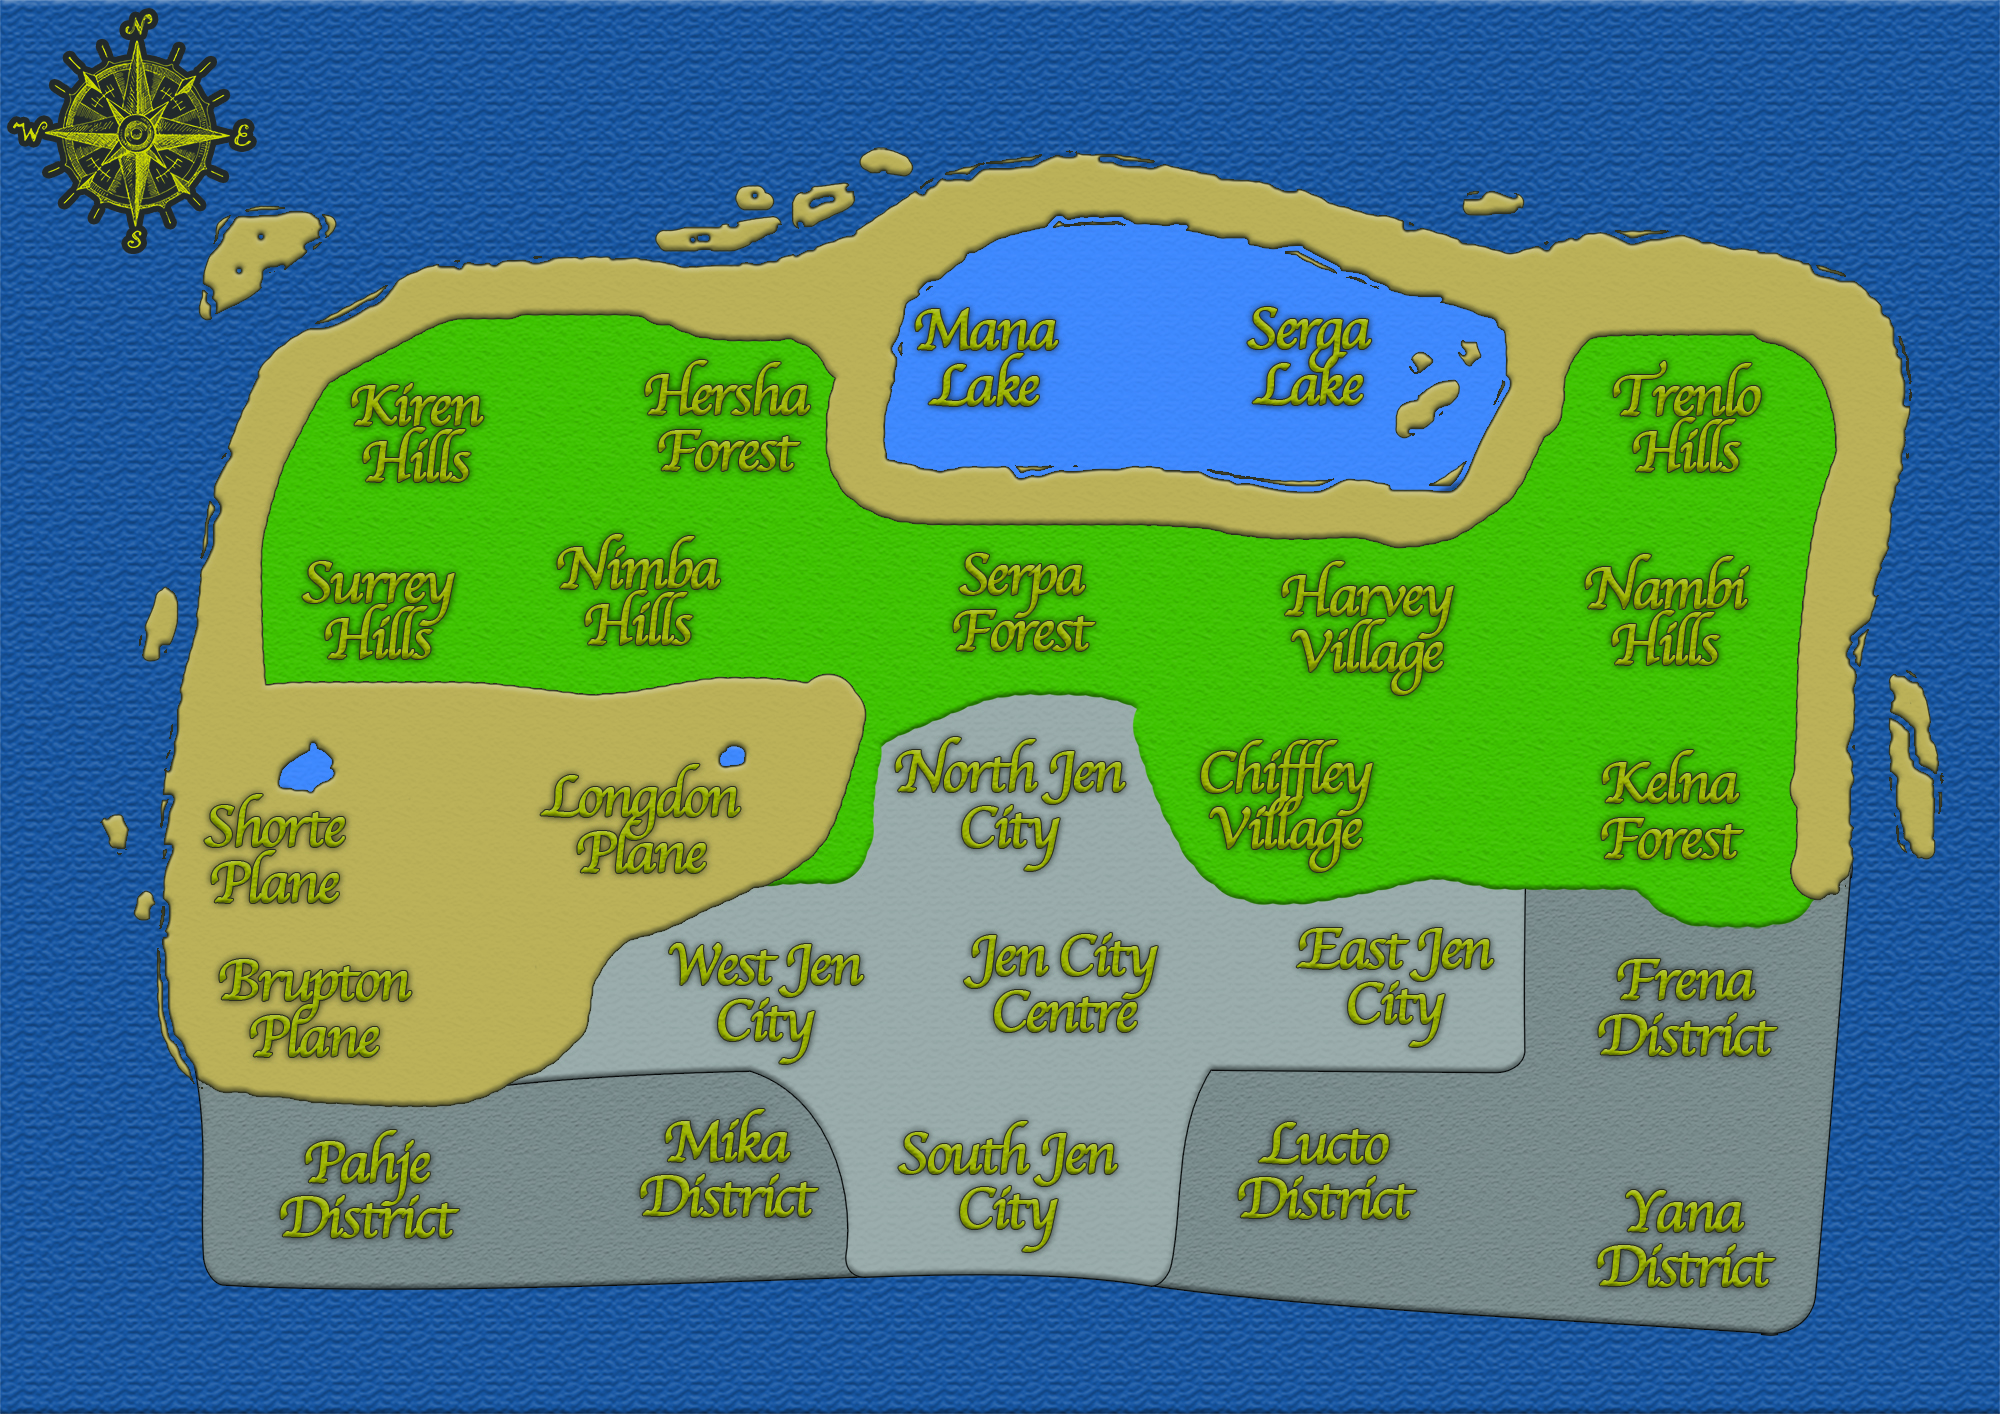 N
W
E
S
Mana
Lake
Serga
Lake
Kiren
Hills
Hersha
Forest
Trenlo
Hills
Surrey
Hills
Nimba
Hills
Serpa
Forest
Harvey
Village
Nambi
Hills
Shorte
Plane
Longdon
Plane
North Jen
City
Chiffley
Village
Kelna
Forest
Brupton
Plane
West Jen
City
Jen City
Centre
East Jen
City
Frena
District
Pahje
District
Mika
District
South Jen
City
Lucto
District
Yana
District